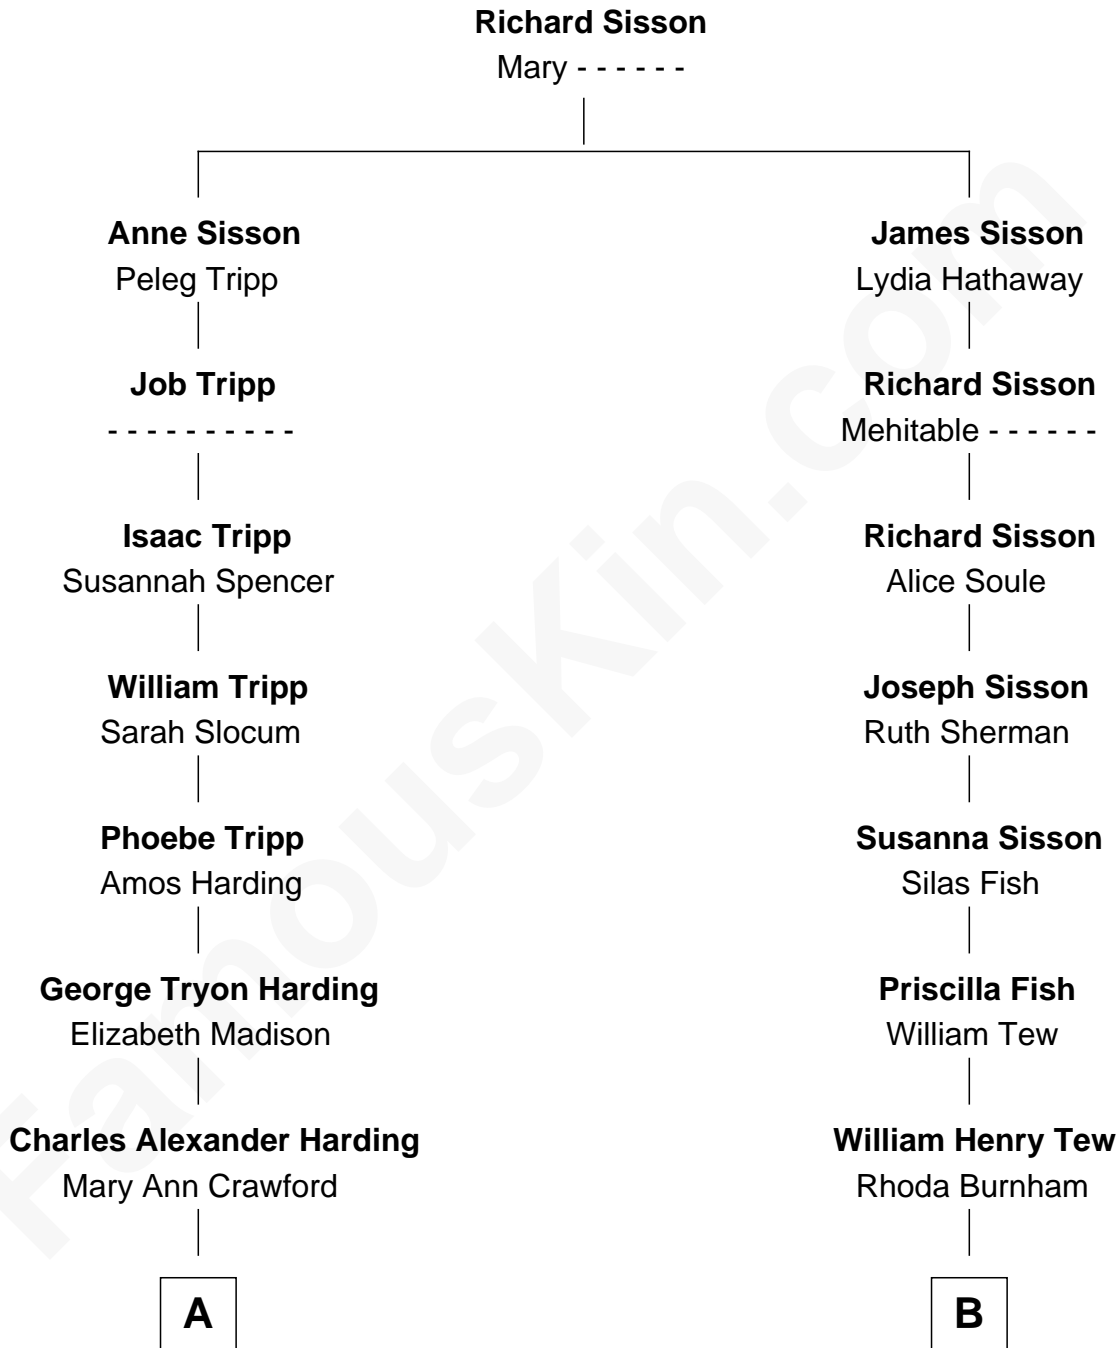 Richard Sisson
Mary - - - - - -
Anne Sisson
Peleg Tripp
Job Tripp
- - - - - - - - - -
Isaac Tripp
Susannah Spencer
William Tripp
Sarah Slocum
Phoebe Tripp
Amos Harding
George Tryon Harding
Elizabeth Madison
Charles Alexander Harding
Mary Ann Crawford
A
James Sisson
Lydia Hathaway
Richard Sisson
Mehitable - - - - - -
Richard Sisson
Alice Soule
Joseph Sisson
Ruth Sherman
Susanna Sisson
Silas Fish
Priscilla Fish
William Tew
William Henry Tew
Rhoda Burnham
B
FamousKin.com